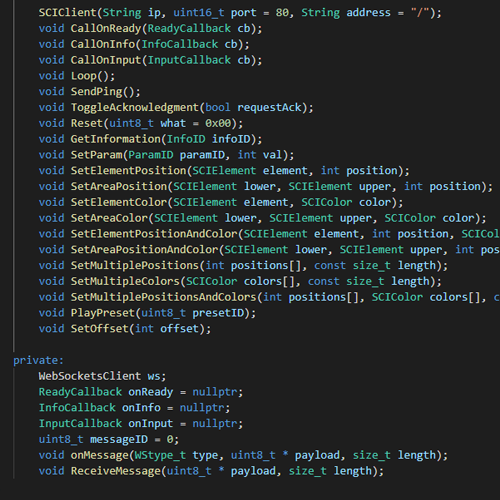 SCIClient(String ip, uint16_t port = 80, String address = "/");
void CallOnReady(ReadyCallback cb);
void CallOnInfo(InfoCallback cb);
void CallOnInput(InputCallback cb);
void Loop();
void SendPing();
void ToggleAcknowledgment(bool requestAck);
void Reset(uint8_t what = 0x00);
void GetInformation(InfoID infoID);
void SetParam(ParamID paramID, int val);
void SetElementPosition(SCIElement element, int position);
void SetAreaPosition(SCIElement lower, SCIElement upper, int position);
void SetElementColor(SCIElement element, SCIColor color);
void SetAreaColor(SCIElement lower, SCIElement upper, SCIColor color);
void SetElementPositionAndColor(SCIElement element, int position, SCICol
void SetAreaPositionAndColor(SCIElement lower, SCIElement upper, int pos
void SetMultiplePositions(int positions[], const size_t length);
void SetMultipleColors(SCIColor colors[], const size_t length);
void SetMultiplePositionsAndColors(int positions[], SCIColor colors[], c
void PlayPreset(uint8_t presetID);
void SetOffset(int offset);
private:
WebSocketsClient ws;
ReadyCallback onReady = nullptr;
InfoCallback onInfo = nullptr;
InputCallback onInput = nullptr;
uint8_t messageID = 0;
void onMessage(WStype_t type, uint8_t * payload, size_t length);
void ReceiveMessage(uint8_t * payload, size_t length);